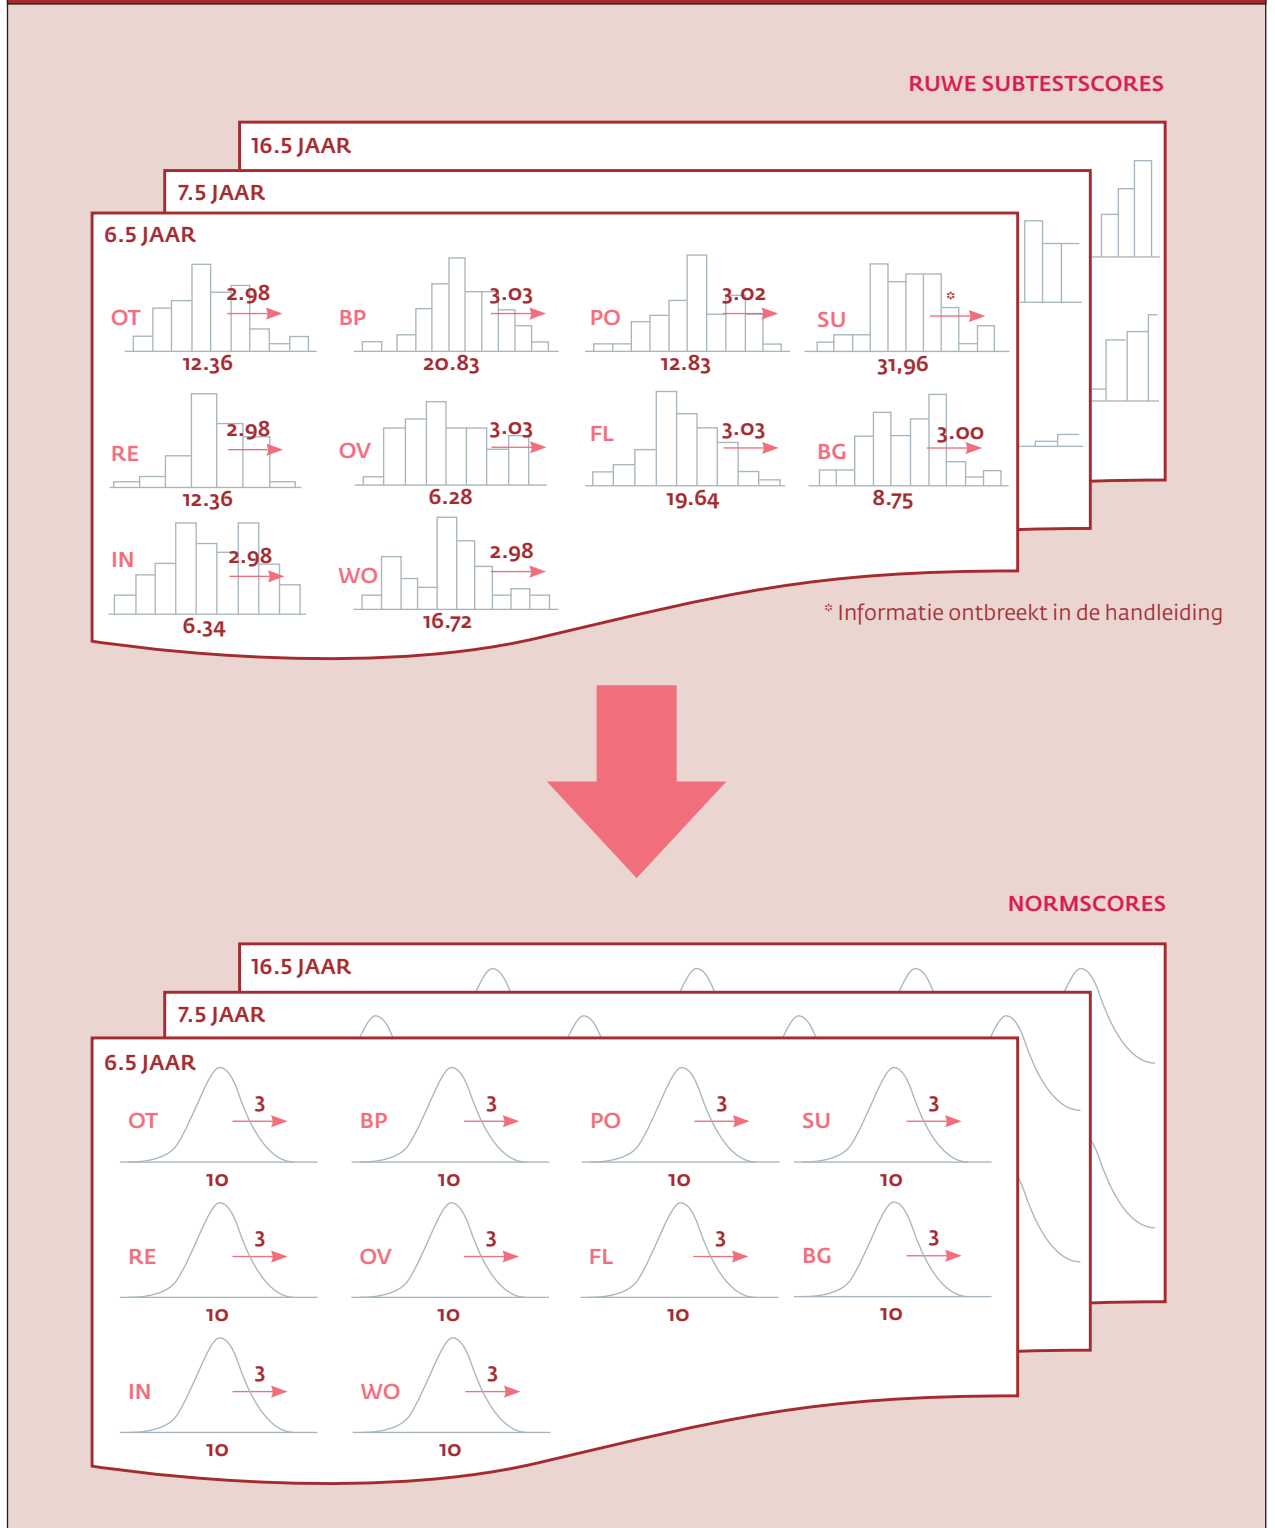 RUWE SUBTESTSCORES
16.5 JAAR
7.5 JAAR
6.5 JAAR
OT 2.98 BP 3.03 PO 3.02 SU *
12.36 20.83 12.83 31,96
RE 2.98 OV 3.03 FL 3.03 BG 3.00
12.36 6.28 19.64 8.75
IN 2.98 WO 2.98
6.34 16.72
* Informatie ontbreekt in de handleiding
NORMSCORES
16.5 JAAR
7.5 JAAR
6.5 JAAR
OT 3 BP 3 PO 3 SU 3
10 10 10 10
RE 3 OV 3 FL 3 BG 3
10 10 10 10
IN 3 WO 3
10 10